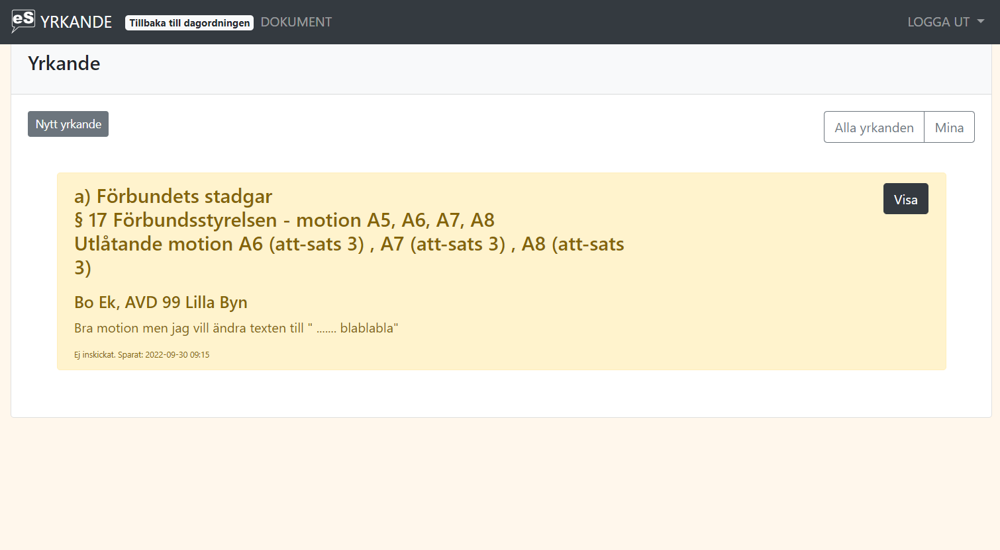 eS YRKANDE Tillbaka till dagordningen DOKUMENT LOGGA UT
Yrkande
Nytt yrkande
Alla yrkanden Mina
a) Förbundets stadgar
Visa
§ 17 Förbundsstyrelsen - motion A5, A6, A7, A8
Utlåtande motion A6 (att-sats 3) , A7 (att-sats 3) , A8 (att-sats
3)
Bo Ek, AVD 99 Lilla Byn
Bra motion men jag vill ändra texten till " ....... blablabla"
Ej inskickat. Sparat: 2022-09-30 09:15